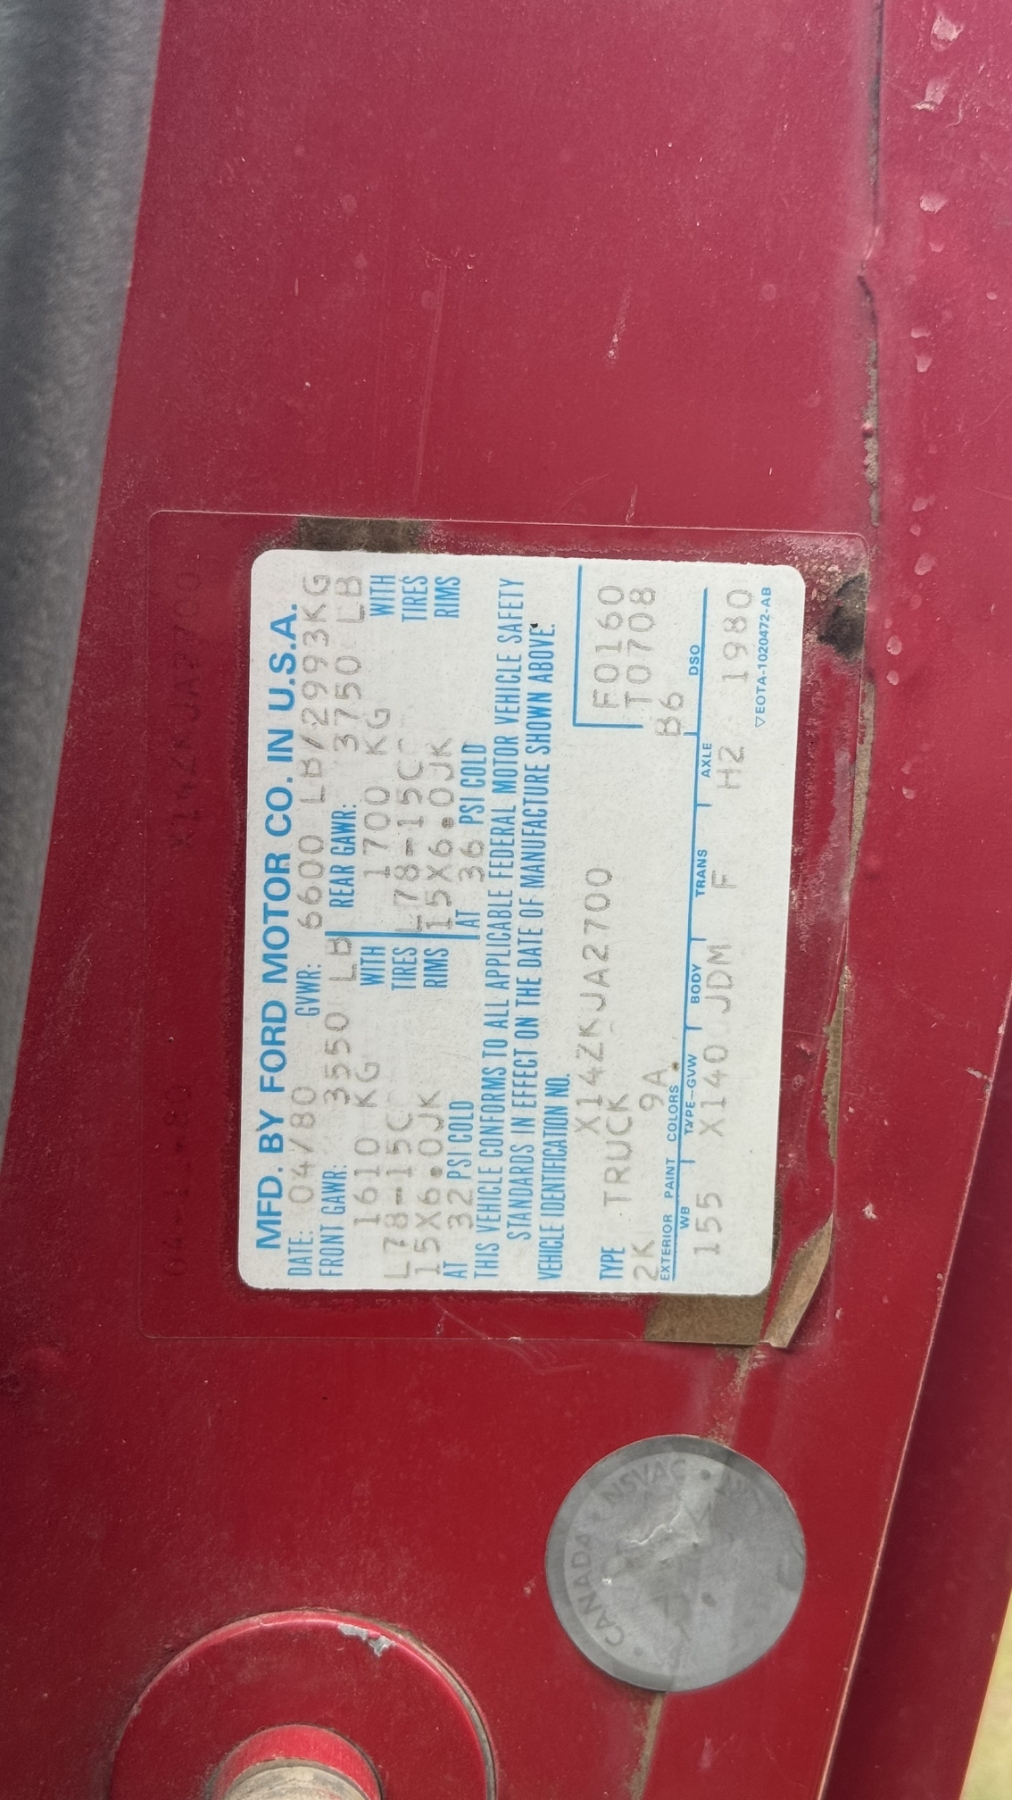 MFD. BY FORD MOTOR CO. IN U.S.A.
DATE: 04/80 GVWR: 6600 LB/2993KG
FRONT GAWR: 3550 LB REAR GAWR: 3750 LB
1610 KG WITH 1700 KG WITH
L78-15C TIRES L78-15C TIRES
15X6.0JK RIMS 15X6.0JK RIMS
AT 32 PSI COLD AT 36 PSI COLD
THIS VEHICLE CONFORMS TO ALL APPLICABLE FEDERAL MOTOR VEHICLE SAFETY
STANDARDS IN EFFECT ON THE DATE OF MANUFACTURE SHOWN ABOVE.
VEHICLE IDENTIFICATION NO.
X14ZKJA2700
F0160
TYPE TRUCK
T0708
2K 9A B6
EXTERIOR PAINT COLORS DSO
WB TYPE-GVW BODY TRANS AXLE
155 X140 JDM F H2 1980
▽EOTA-1020472-AB
CANADA • NSVAC •